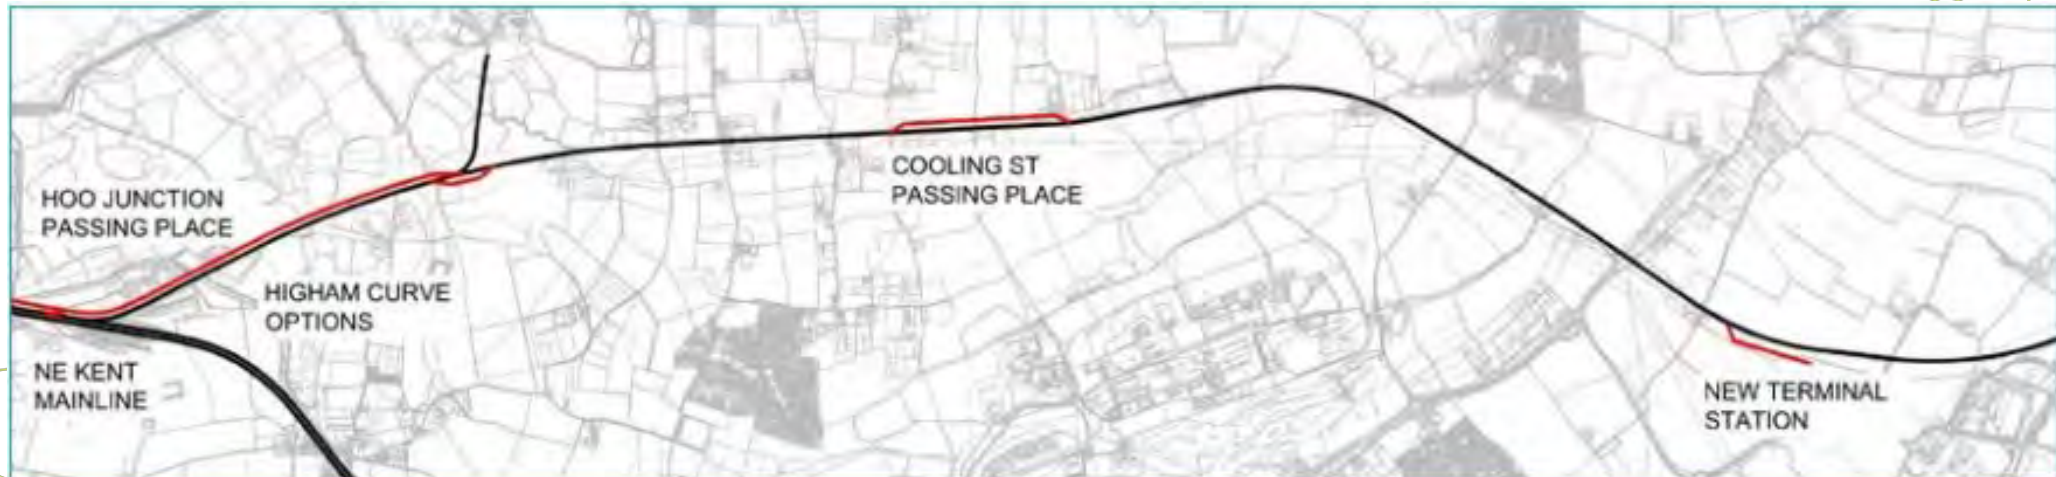 HOO JUNCTION
PASSING PLACE
HIGHAM CURVE
OPTIONS
NE KENT
MAINLINE
COOLING ST
PASSING PLACE
NEW TERMINAL
STATION